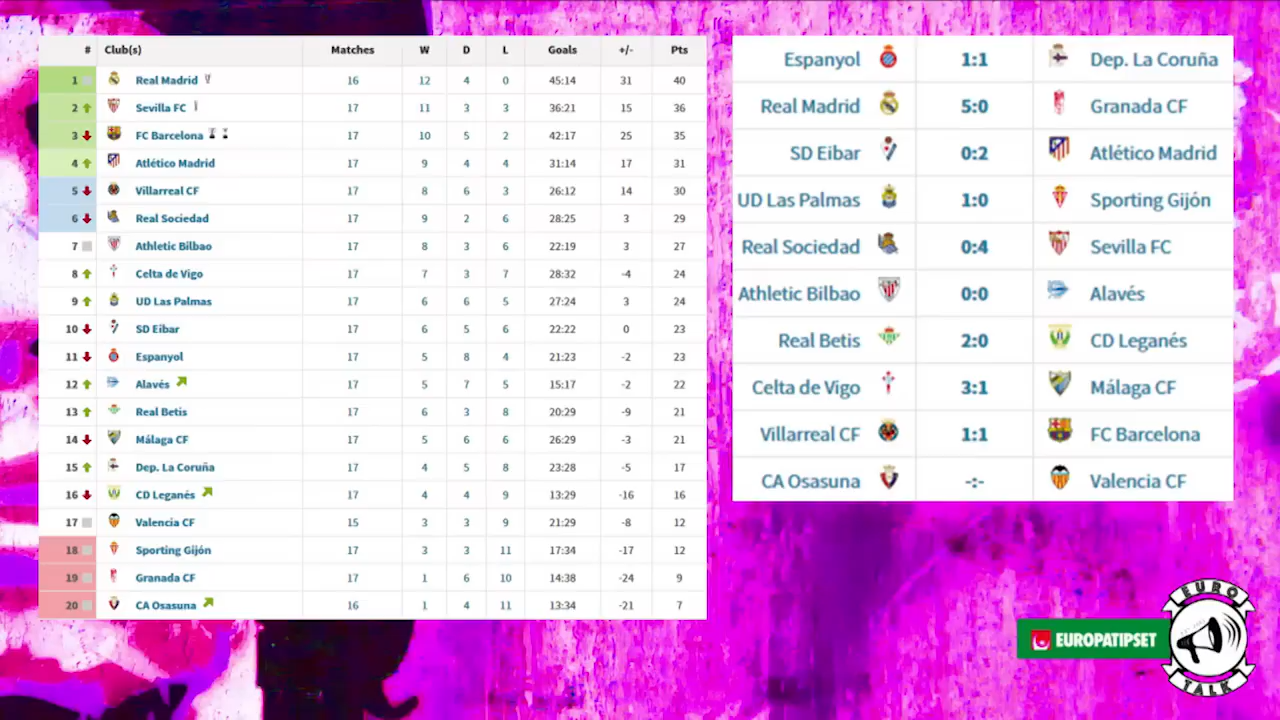 # Club(s) Matches W D L Goals +/- Pts
1 Real Madrid 16 12 4 0 45:14 31 40
2 Sevilla FC 17 11 3 3 36:21 15 36
3 FC Barcelona 17 10 5 2 42:17 25 35
4 Atlético Madrid 17 9 4 4 31:14 17 31
5 Villarreal CF 17 8 6 3 26:12 14 30
6 Real Sociedad 17 9 2 6 28:25 3 29
7 Athletic Bilbao 17 8 3 6 22:19 3 27
8 Celta de Vigo 17 7 3 7 28:32 -4 24
9 UD Las Palmas 17 6 6 5 27:24 3 24
10 SD Eibar 17 6 5 6 22:22 0 23
11 Espanyol 17 5 8 4 21:23 -2 23
12 Alavés 17 5 7 5 15:17 -2 22
13 Real Betis 17 6 3 8 20:29 -9 21
14 Málaga CF 17 5 6 6 26:29 -3 21
15 Dep. La Coruña 17 4 5 8 23:28 -5 17
16 CD Leganés 17 4 4 9 13:29 -16 16
17 Valencia CF 15 3 3 9 21:29 -8 12
18 Sporting Gijón 17 3 3 11 17:34 -17 12
19 Granada CF 17 1 6 10 14:38 -24 9
20 CA Osasuna 16 1 4 11 13:34 -21 7
Espanyol 1:1 Dep. La Coruña
Real Madrid 5:0 Granada CF
SD Eibar 0:2 Atlético Madrid
UD Las Palmas 1:0 Sporting Gijón
Real Sociedad 0:4 Sevilla FC
Athletic Bilbao 0:0 Alavés
Real Betis 2:0 CD Leganés
Celta de Vigo 3:1 Málaga CF
Villarreal CF 1:1 FC Barcelona
CA Osasuna -:- Valencia CF
EUROPATIPSET
EURO
TALK